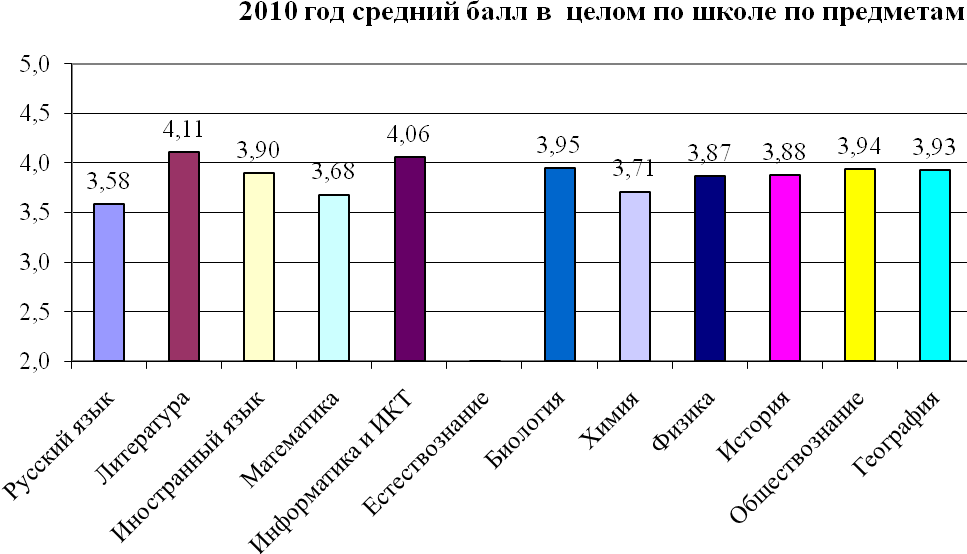 2010 год средний балл в целом по школе по предметам
5,0
4,5
4,0
3,5
3,0
2,5
2,0
3,58
4,11
3,90
3,68
4,06
3,95
3,71
3,87
3,88
3,94
3,93
Русский язык
Литература
Иностранный язык
Математика
Информатика и ИКТ
Естествознание
Биология
Химия
Физика
История
Обществознание
География